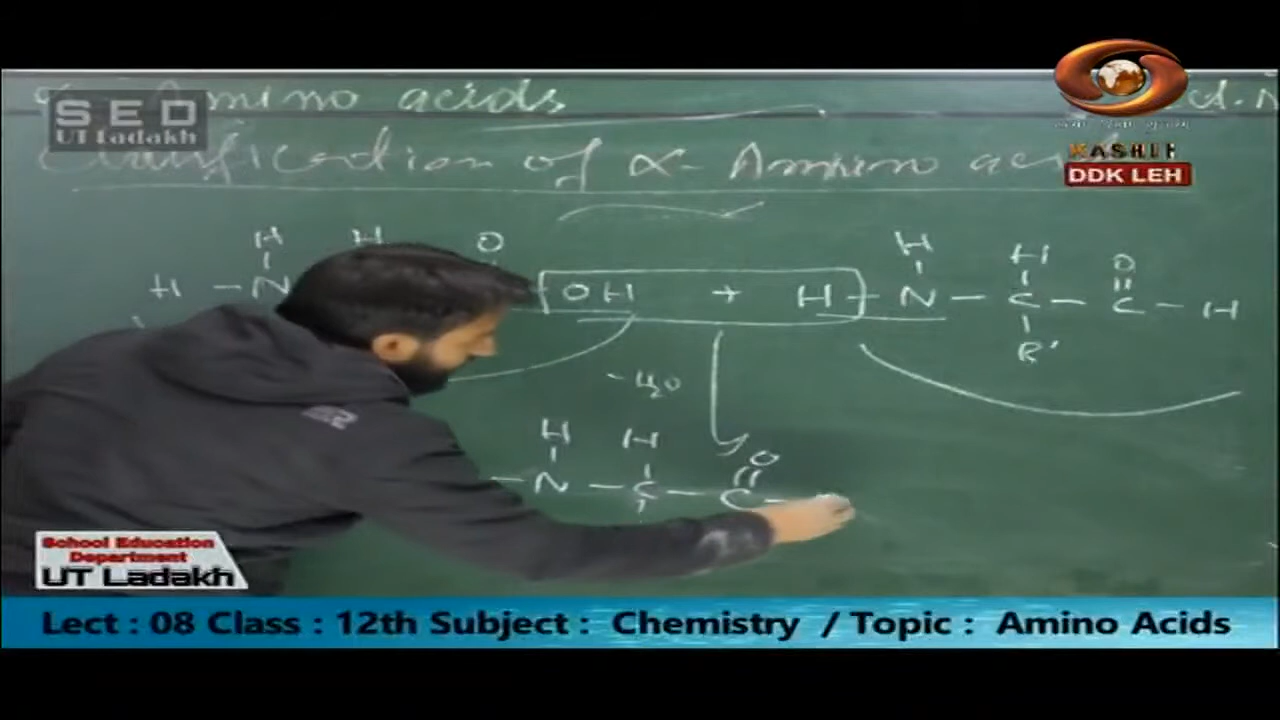 Amino acids
SED
UT Ladakh
Classification of α- Amino acids
KASHIR
DDK LEH
H H O H H O
H - N OH + H - N - C - C - H
R'
- H₂O
H H O
- N - C - C -
School Education
Department
UT Ladakh
Lect : 08 Class : 12th Subject : Chemistry / Topic : Amino Acids